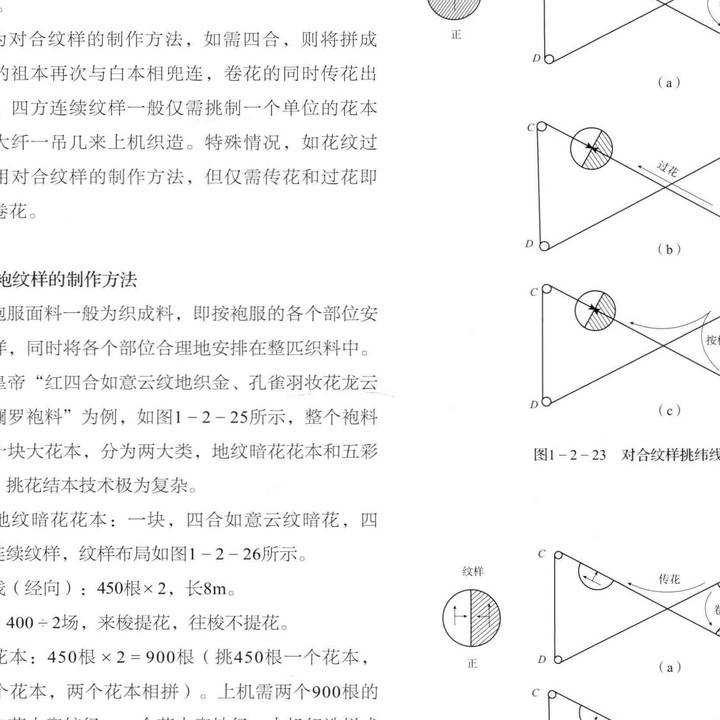 。
对合纹样的制作方法，如需四合，则将拼成
的祖本再次与白本相兜连，卷花的同时传花出
四方连续纹样一般仅需挑制一个单位的花本
大纤一吊几来上机织造。特殊情况，如花纹过
用对合纹样的制作方法，但仅需传花和过花即
卷花。
袍纹样的制作方法
袍服面料一般为织成料，即按袍服的各个部位安
样，同时将各个部位合理地安排在整匹织料中。
皇帝“红四合如意云纹地织金、孔雀羽妆花龙云
襕罗袍料”为例，如图1－2－25所示，整个袍料
十块大花本，分为两大类，地纹暗花花本和五彩
，挑花结本技术极为复杂。
地纹暗花花本：一块，四合如意云纹暗花，四
连续纹样，纹样布局如图1－2－26所示。
（经向）：450根×2，长8m。
400÷2场，来梭提花，往梭不提花。
花本：450根×2＝900根（挑450根一个花本，
个花本，两个花本相拼）。上机需两个900根的
正
D
（a）
C
过花
D
（b）
C
按
D
（c）
图1－2－23 对合纹样挑纬线
纹样
正
C
传花
卷
D
（a）
C